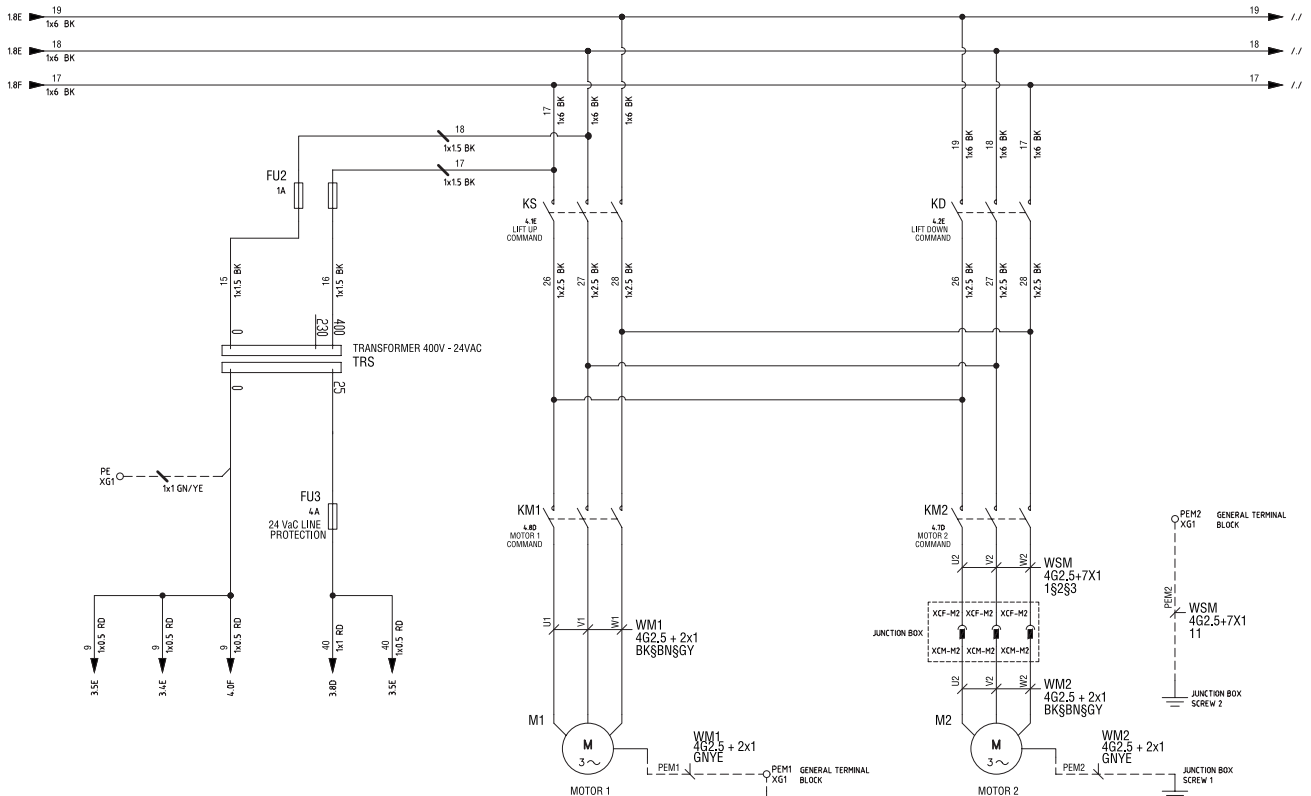 1.8E 19 19 /./
1x6 BK
1.8E 18 18 /./
1x6 BK
1.8F 17 17 /./
1x6 BK
17 1x6 BK 1x6 BK 1x6 BK
19 1x6 BK 18 1x6 BK 17 1x6 BK
18
1x1.5 BK
17
1x1.5 BK
FU2
1A
KS
4.1E
LIFT UP
COMMAND
KD
4.2E
LIFT DOWN
COMMAND
15 1x1.5 BK 16 1x1.5 BK
26 1x2.5 BK 27 1x2.5 BK 28 1x2.5 BK
26 1x2.5 BK 27 1x2.5 BK 28 1x2.5 BK
0 230 400
TRANSFORMER 400V - 24VAC
TRS
0 25
PE
XG1
1x1 GN/YE
FU3
4A
24 VaC LINE
PROTECTION
KM1
4.8D
MOTOR 1
COMMAND
KM2
4.7D
MOTOR 2
COMMAND
PEM2
XG1
GENERAL TERMINAL
BLOCK
U2 V2 W2
WSM
4G2.5+7X1
1§2§3
PEM2
WSM
4G2.5+7X1
11
XCF-M2 XCF-M2 XCF-M2
JUNCTION BOX
XCM-M2 XCM-M2 XCM-M2
U1 V1 W1
WM1
4G2.5 + 2x1
BK§BN§GY
9 1x0.5 RD 9 1x0.5 RD 9 1x0.5 RD 40 1x1 RD 40 1x0.5 RD
3.5E 3.4E 4.0F 3.8D 3.5E
U2 V2 W2
WM2
4G2.5 + 2x1
BK§BN§GY
JUNCTION BOX
SCREW 2
M1
M
3~
MOTOR 1
WM1
4G2.5 + 2x1
GNYE
PEM1
PEM1
XG1
GENERAL TERMINAL
BLOCK
M2
M
3~
MOTOR 2
WM2
4G2.5 + 2x1
GNYE
PEM2
JUNCTION BOX
SCREW 1